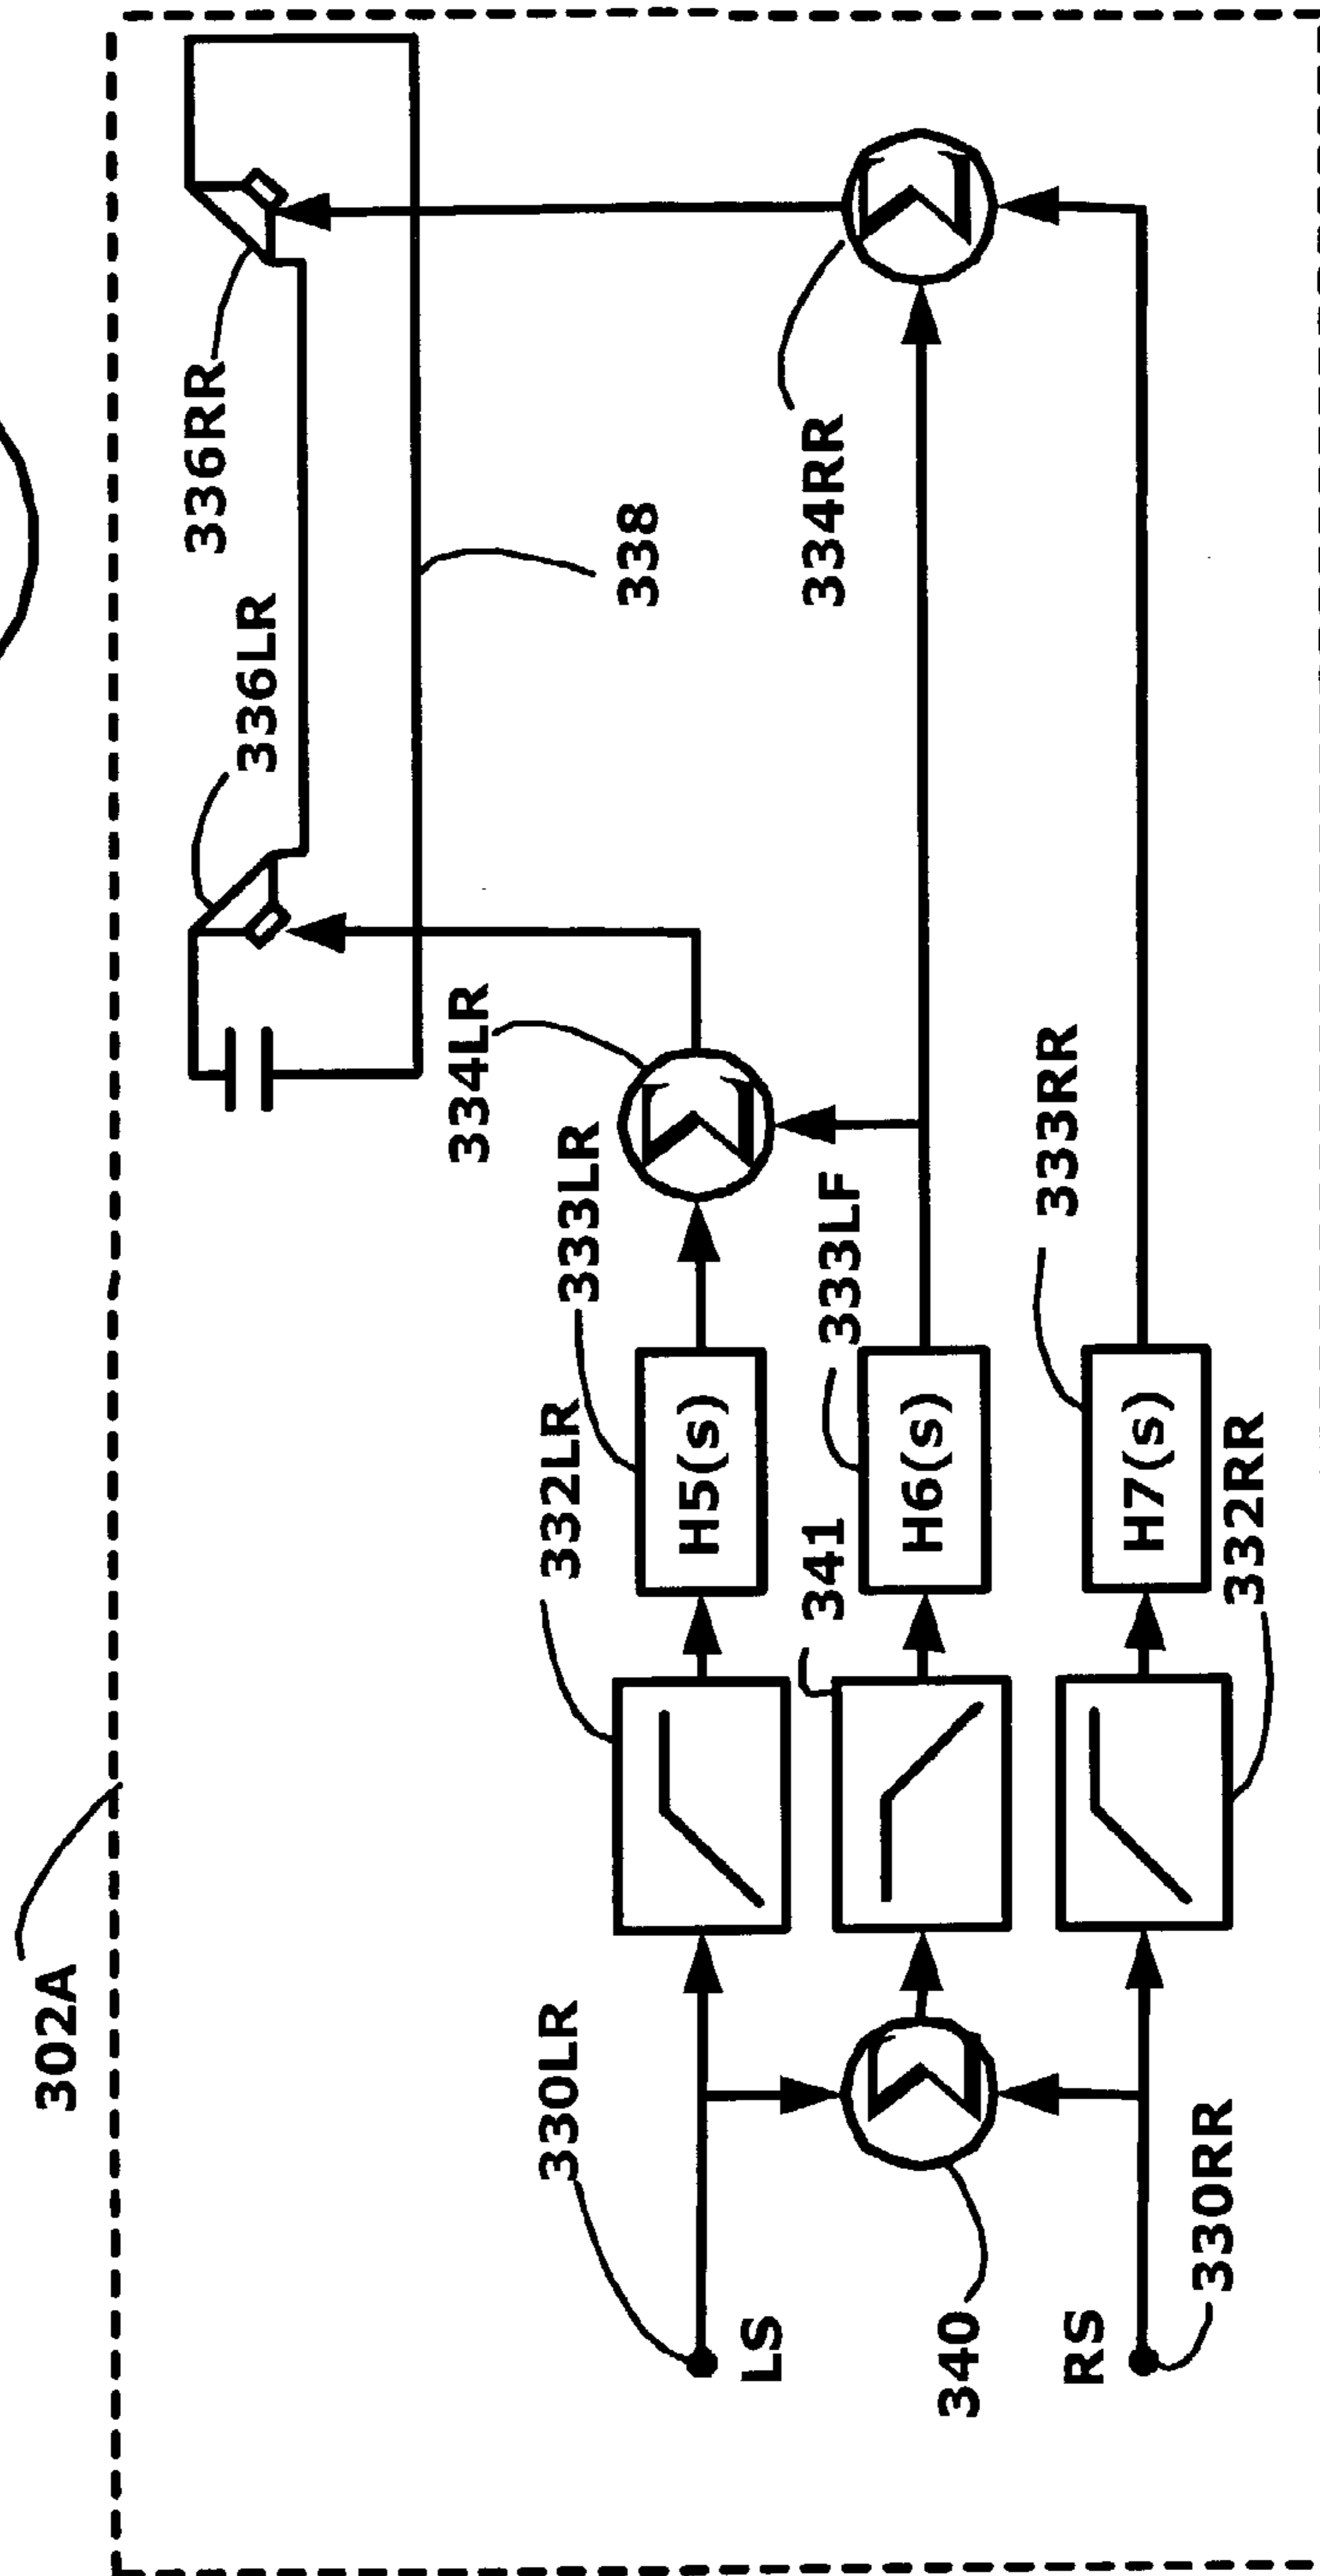 302A
336RR
336LR
338
334LR
334RR
333LR
332LR
H5(s)
333LF
341
H6(s)
333RR
H7(s)
332RR
330LR
LS
Σ
Σ
Σ
340
RS
330RR